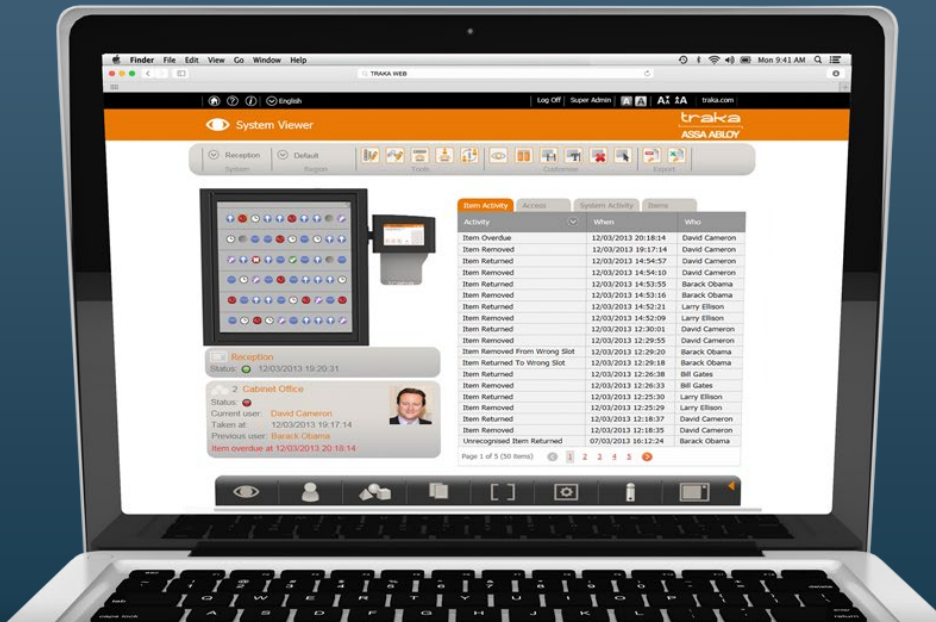 Finder File Edit View Go Window Help
Mon 9:41 AM
TRAKA WEB
English
Log Off Super Admin A A AA AA traka.com
System Viewer
traka
ASSA ABLOY
Reception Default
System Region Tools Customise Export
Item Activity Access System Activity Items
Activity When Who
Item Overdue 12/03/2013 20:18:14 David Cameron
Item Removed 12/03/2013 19:17:14 David Cameron
Item Returned 12/03/2013 14:54:57 David Cameron
Item Removed 12/03/2013 14:54:10 David Cameron
Item Returned 12/03/2013 14:53:55 Barack Obama
Item Removed 12/03/2013 14:53:16 Barack Obama
Item Returned 12/03/2013 14:52:21 Larry Ellison
Item Removed 12/03/2013 14:52:09 Larry Ellison
Item Returned 12/03/2013 12:30:01 David Cameron
Item Removed 12/03/2013 12:29:55 David Cameron
Item Removed From Wrong Slot 12/03/2013 12:29:20 Barack Obama
Item Returned To Wrong Slot 12/03/2013 12:29:18 Barack Obama
Item Returned 12/03/2013 12:26:38 Bill Gates
Item Removed 12/03/2013 12:26:33 Bill Gates
Item Returned 12/03/2013 12:25:30 Larry Ellison
Item Removed 12/03/2013 12:25:29 Larry Ellison
Item Returned 12/03/2013 12:18:37 David Cameron
Item Removed 12/03/2013 12:18:35 David Cameron
Unrecognised Item Returned 07/03/2013 16:12:24 Barack Obama
Page 1 of 5 (50 items) 1 2 3 4 5
Reception
Status: 12/03/2013 19:20:31
2 Cabinet Office
Status:
Current user: David Cameron
Taken at: 12/03/2013 19:17:14
Previous user: Barack Obama
Item overdue at 12/03/2013 20:18:14
tab Q W E R T Y U I O P
caps lock A S D F G H J K L
return